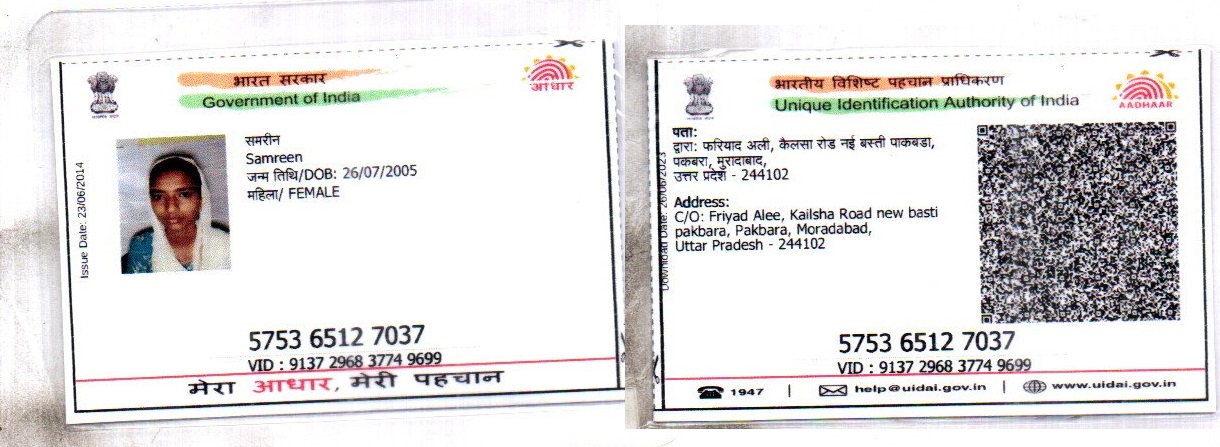 भारत सरकार
Government of India
आधार
Issue Date: 23/06/2014
समरीन
Samreen
जन्म तिथि/DOB: 26/07/2005
महिला/ FEMALE
5753 6512 7037
VID : 9137 2968 3774 9699
मेरा आधार, मेरी पहचान
भारतीय विशिष्ट पहचान प्राधिकरण
Unique Identification Authority of India
AADHAAR
पता:
द्वारा: फरियाद अली, कैलसा रोड नई बस्ती पाकबडा,
पकबरा, मुरादाबाद,
उत्तर प्रदेश - 244102
Address:
C/O: Friyad Alee, Kailsha Road new basti
pakbara, Pakbara, Moradabad,
Uttar Pradesh - 244102
5753 6512 7037
VID : 9137 2968 3774 9699
1947 | help@uidai.gov.in | www.uidai.gov.in